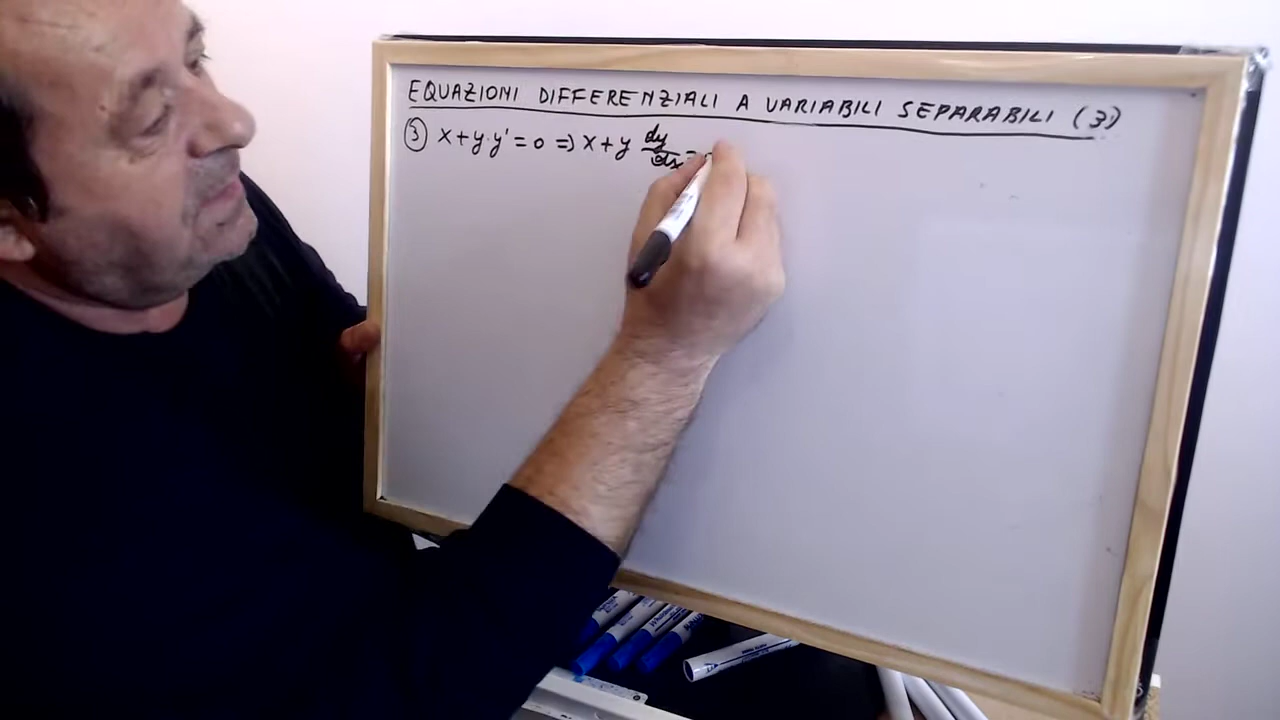 EQUAZIONI DIFFERENZIALI A VARIABILI SEPARABILI (3)
③ x+y·y'=0 ⇒ x+y dy/dx =